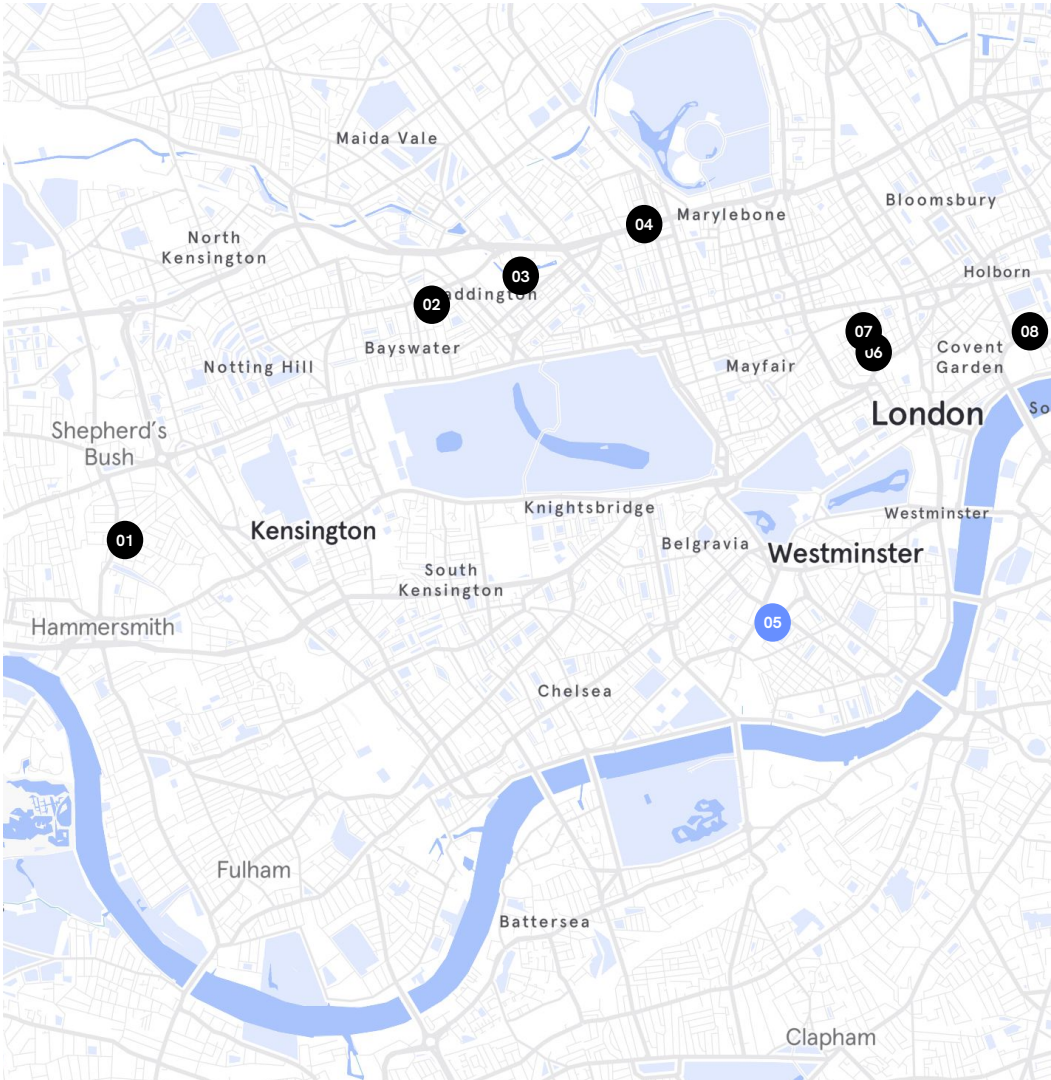 Maida Vale
Bloomsbury
Marylebone
04
North
Kensington
Holborn
03
addington
02
07
08
06
Covent
Garden
Bayswater
Mayfair
Notting Hill
So
London
Shepherd's
Bush
Knightsbridge
Westminster
Kensington
01
Belgravia
Westminster
South
Kensington
05
Hammersmith
Chelsea
Fulham
Battersea
Clapham